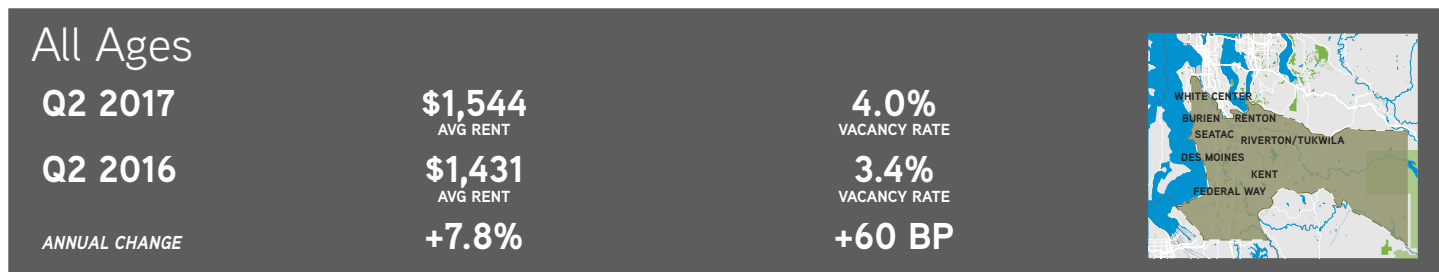 All Ages
Q2 2017
$1,544
AVG RENT
4.0%
VACANCY RATE
Q2 2016
$1,431
AVG RENT
3.4%
VACANCY RATE
ANNUAL CHANGE
+7.8%
+60 BP
WHITE CENTER
BURIEN
RENTON
SEATAC
RIVERTON/TUKWILA
DES MOINES
KENT
FEDERAL WAY